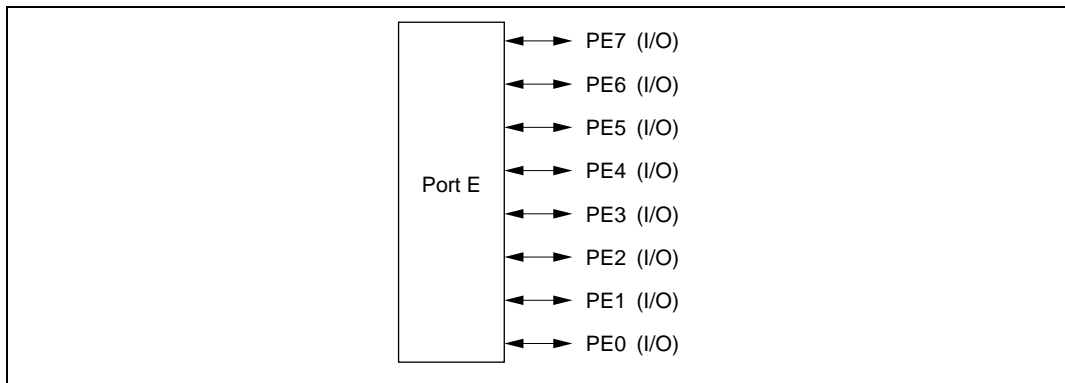 PE7 (I/O)
PE6 (I/O)
PE5 (I/O)
PE4 (I/O)
Port E
PE3 (I/O)
PE2 (I/O)
PE1 (I/O)
PE0 (I/O)